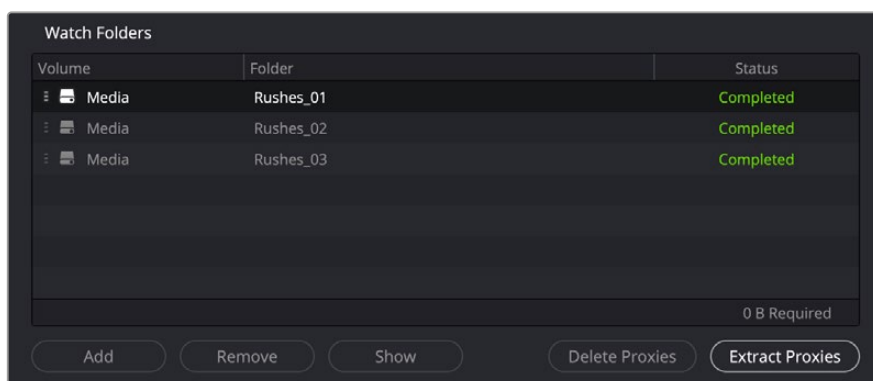 Watch Folders
Volume Folder Status
Media Rushes_01 Completed
Media Rushes_02 Completed
Media Rushes_03 Completed
0 B Required
Add Remove Show Delete Proxies Extract Proxies